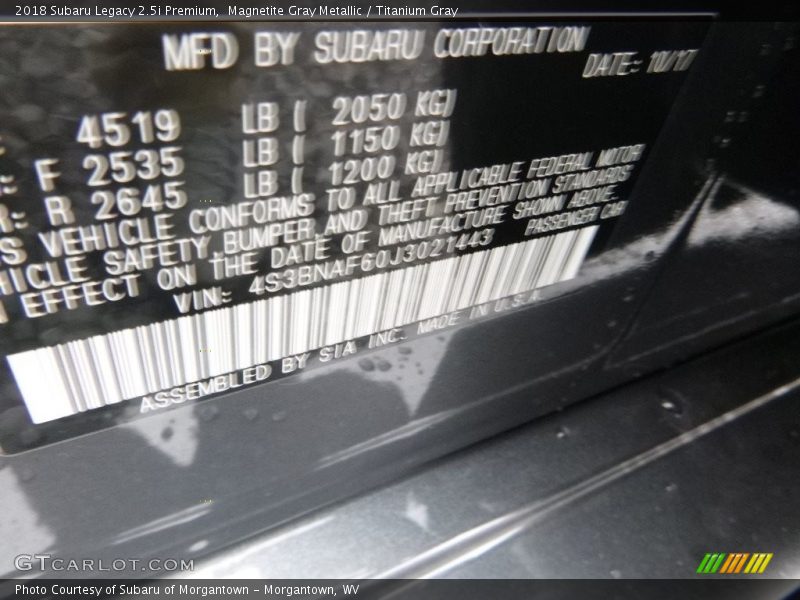 2018 Subaru Legacy 2.5i Premium, Magnetite Gray Metallic / Titanium Gray
MFD BY SUBARU CORPORATION
DATE: 10/17
4519 LB ( 2050 KG)
F 2535 LB ( 1150 KG)
R 2645 LB ( 1200 KG)
S VEHICLE CONFORMS TO ALL APPLICABLE FEDERAL MOTOR
HICLE SAFETY BUMPER AND THEFT PREVENTION STANDARDS
EFFECT ON THE DATE OF MANUFACTURE SHOWN ABOVE.
VIN: 4S3BNAF60J3021443 PASSENGER CAR
ASSEMBLED BY SIA INC. MADE IN U.S.A.
GTCARLOT.COM
Photo Courtesy of Subaru of Morgantown - Morgantown, WV